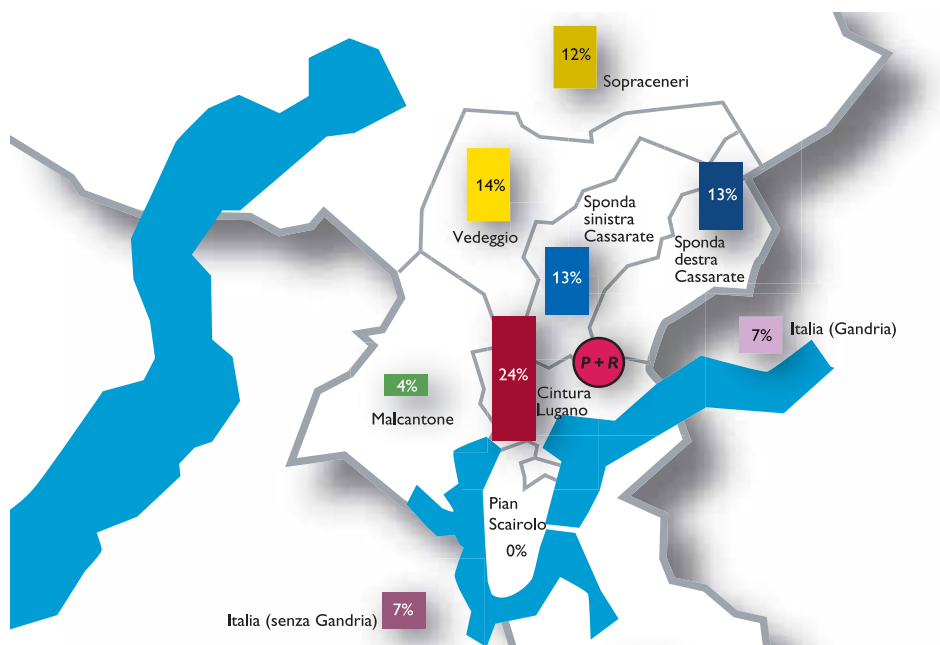 12%
Sopraceneri
14%
Vedeggio
Sponda
sinistra
Cassarate
13%
13%
Sponda
destra
Cassarate
7%
Italia (Gandria)
P + R
24%
Cintura
Lugano
4%
Malcantone
Pian
Scairolo
0%
Italia (senza Gandria)
7%